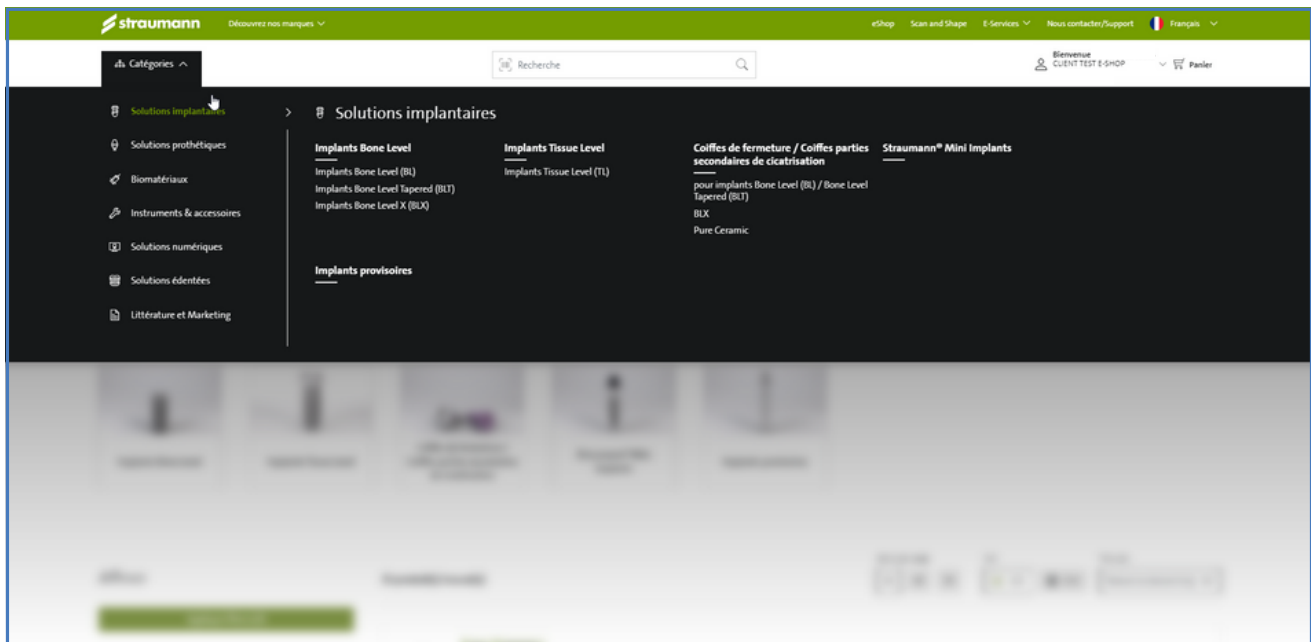 straumann
Découvrez nos marques
eShop
Scan and Shape
E-Services
Nous contacter/Support
Français
Catégories
Recherche
Bienvenue
CLIENT TEST E-SHOP
Panier
Solutions implantaires
Solutions prothétiques
Biomatériaux
Instruments & accessoires
Solutions numériques
Solutions édentées
Littérature et Marketing
Solutions implantaires
Implants Bone Level
Implants Bone Level (BL)
Implants Bone Level Tapered (BLT)
Implants Bone Level X (BLX)
Implants Tissue Level
Implants Tissue Level (TL)
Coiffes de fermeture / Coiffes parties
secondaires de cicatrisation
pour implants Bone Level (BL) / Bone Level
Tapered (BLT)
BLX
Pure Ceramic
Straumann® Mini Implants
Implants provisoires